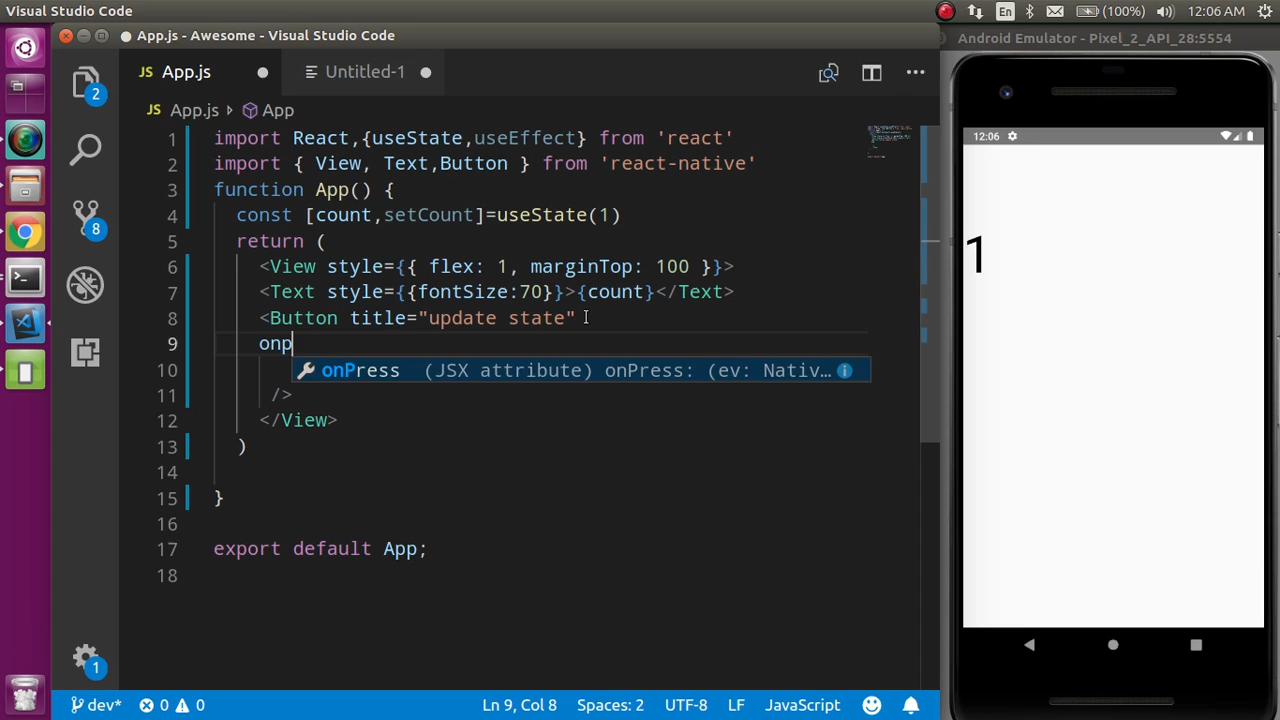 Visual Studio Code
En
(100%)
12:06 AM
App.js - Awesome - Visual Studio Code
Android Emulator - Pixel_2_API_28:5554
JS App.js
Untitled-1
JS App.js > App
1 import React,{useState,useEffect} from 'react'
2 import { View, Text,Button } from 'react-native'
3 function App() {
4 const [count,setCount]=useState(1)
5 return (
6 <View style={{ flex: 1, marginTop: 100 }}>
7 <Text style={{fontSize:70}}>{count}</Text>
8 <Button title="update state"
9 onp
onPress (JSX attribute) onPress: (ev: Nativ...
10
11 />
12 </View>
13 )
14
15 }
16
17 export default App;
18
2
8
1
dev*
0
0
Ln 9, Col 8
Spaces: 2
UTF-8
LF
JavaScript
12:06
1